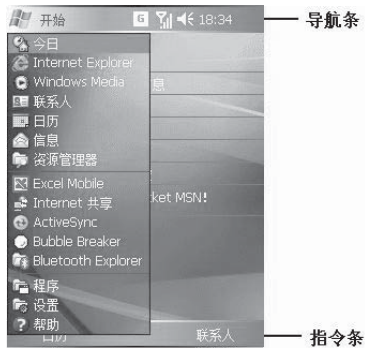 开始 G 18:34 导航条
今日
Internet Explorer
Windows Media
息
联系人
日历
信息
资源管理器
Excel Mobile
Internet 共享
cket MSN!
ActiveSync
Bubble Breaker
Bluetooth Explorer
程序
设置
帮助
日历 联系人 指令条